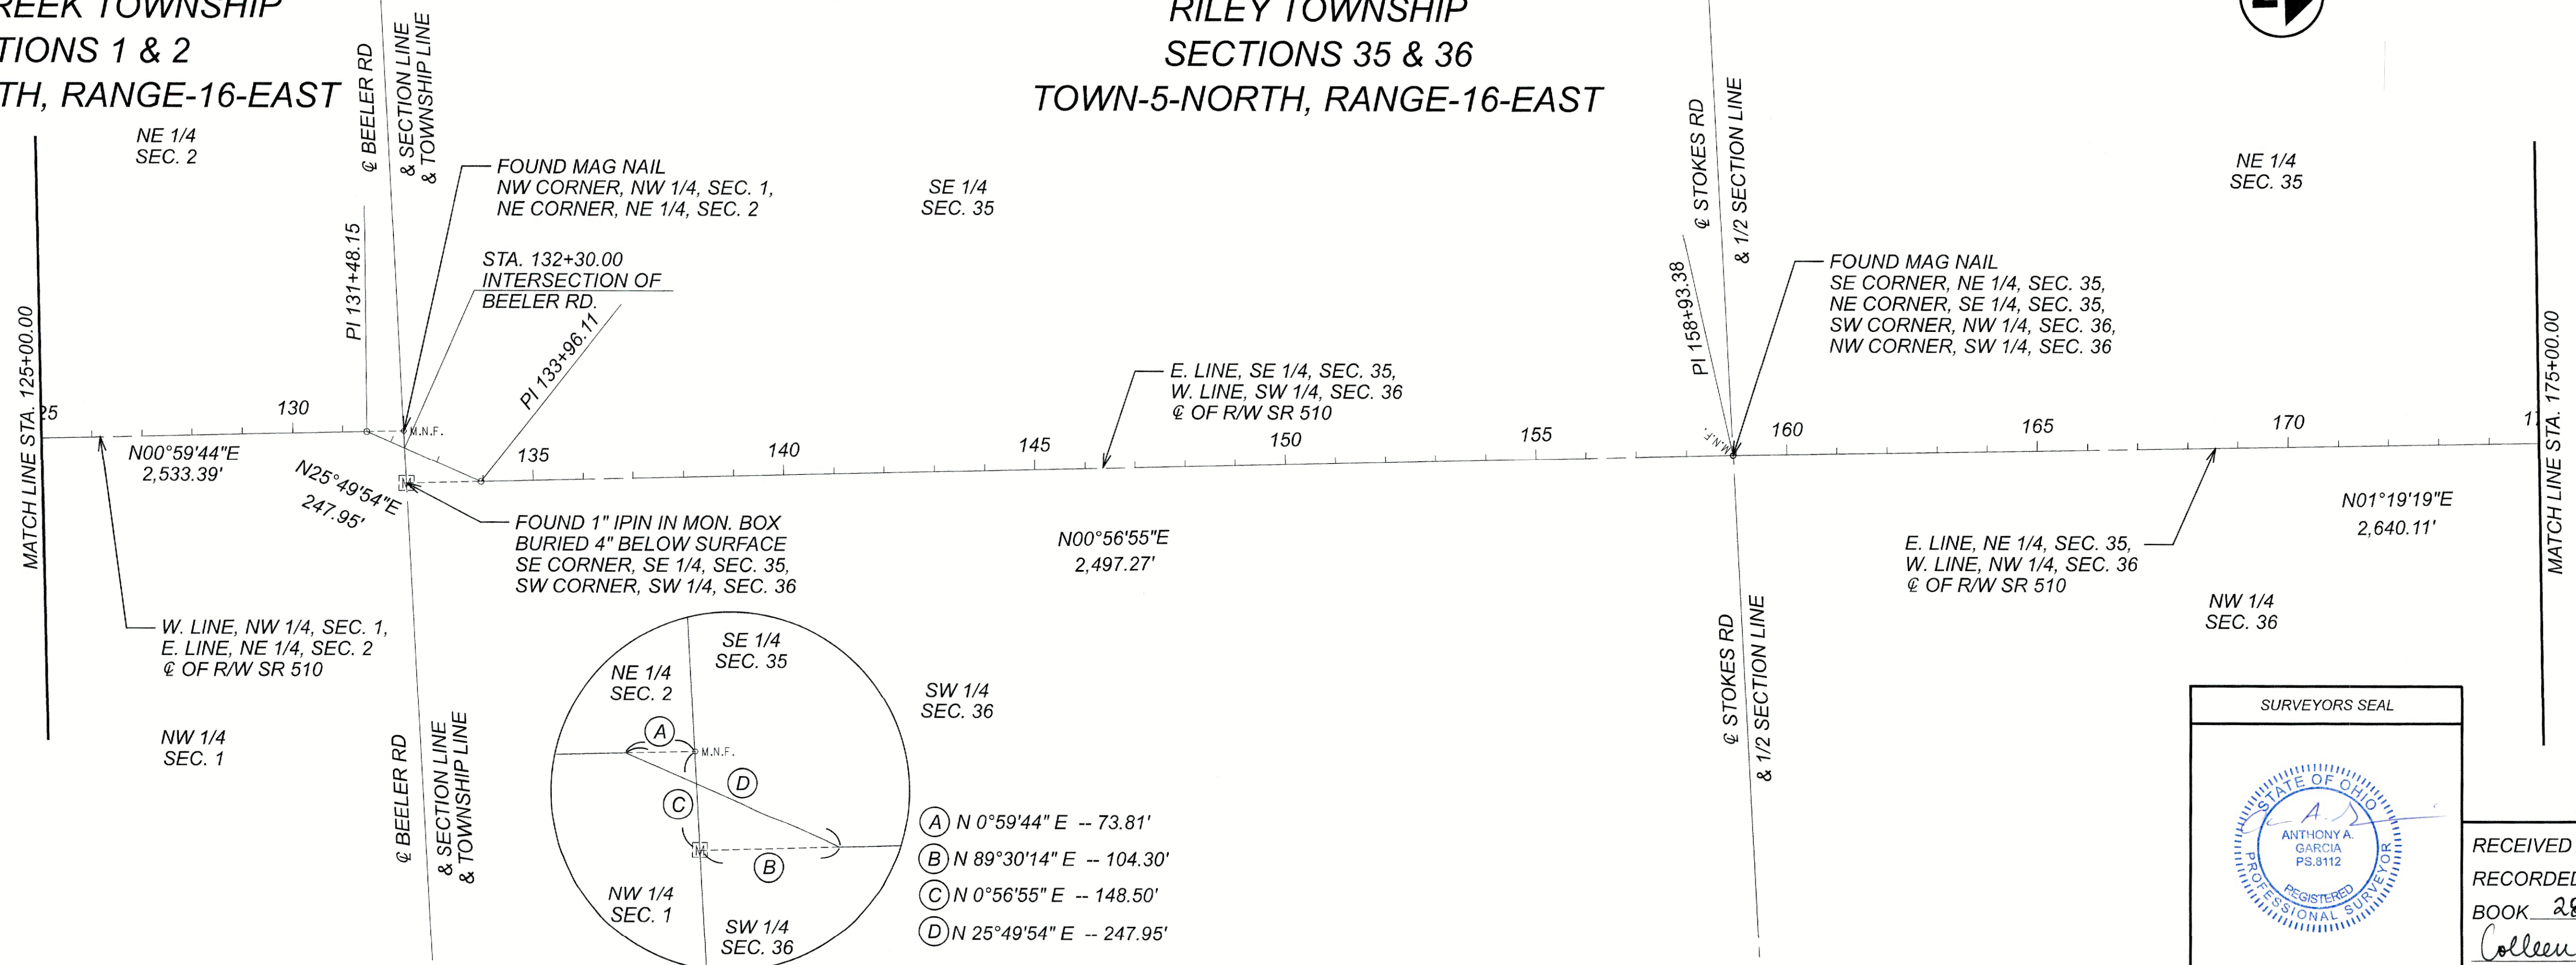 TOWNSHIP
1 & 2
RANGE-16-EAST
NE 1/4
SEC. 2
℄ BEELER RD
& SECTION LINE
& TOWNSHIP LINE
RILEY TOWNSHIP
SECTIONS 35 & 36
TOWN-5-NORTH, RANGE-16-EAST
FOUND MAG NAIL
NW CORNER, NW 1/4, SEC. 1,
NE CORNER, NE 1/4, SEC. 2
SE 1/4
SEC. 35
STA. 132+30.00
INTERSECTION OF
BEELER RD.
PI 131+48.15
PI 133+96.11
℄ STOKES RD
& 1/2 SECTION LINE
NE 1/4
SEC. 35
PI 158+93.38
FOUND MAG NAIL
SE CORNER, NE 1/4, SEC. 35,
NE CORNER, SE 1/4, SEC. 35,
SW CORNER, NW 1/4, SEC. 36,
NW CORNER, SW 1/4, SEC. 36
MATCH LINE STA. 125+00.00
MATCH LINE STA. 175+00.00
E. LINE, SE 1/4, SEC. 35,
W. LINE, SW 1/4, SEC. 36
℄ OF R/W SR 510
130
M.N.F.
135
140
145
150
155
M.N.F.
160
165
170
N00°59'44"E
2,533.39'
N25°49'54"E
247.95'
M
FOUND 1" IPIN IN MON. BOX
BURIED 4" BELOW SURFACE
SE CORNER, SE 1/4, SEC. 35,
SW CORNER, SW 1/4, SEC. 36
N00°56'55"E
2,497.27'
N01°19'19"E
2,640.11'
E. LINE, NE 1/4, SEC. 35,
W. LINE, NW 1/4, SEC. 36
℄ OF R/W SR 510
NW 1/4
SEC. 36
W. LINE, NW 1/4, SEC. 1,
E. LINE, NE 1/4, SEC. 2
℄ OF R/W SR 510
NW 1/4
SEC. 1
℄ BEELER RD
& SECTION LINE
& TOWNSHIP LINE
SE 1/4
SEC. 35
NE 1/4
SEC. 2
A
M.N.F.
D
C
M
B
NW 1/4
SEC. 1
SW 1/4
SEC. 36
SW 1/4
SEC. 36
A N 0°59'44" E -- 73.81'
B N 89°30'14" E -- 104.30'
C N 0°56'55" E -- 148.50'
D N 25°49'54" E -- 247.95'
℄ STOKES RD
& 1/2 SECTION LINE
SURVEYORS SEAL
STATE OF OHIO
ANTHONY A.
GARCIA
PS.8112
REGISTERED
PROFESSIONAL SURVEYOR
RECEIVED
RECORDED
BOOK 28
Colleen